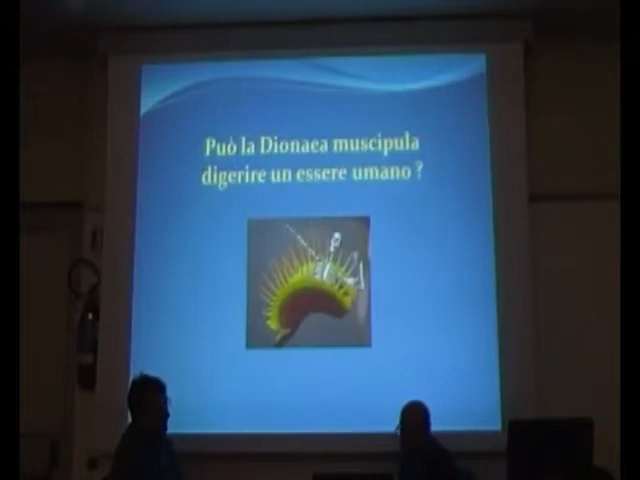 Può la Dionaea muscipula
digerire un essere umano ?